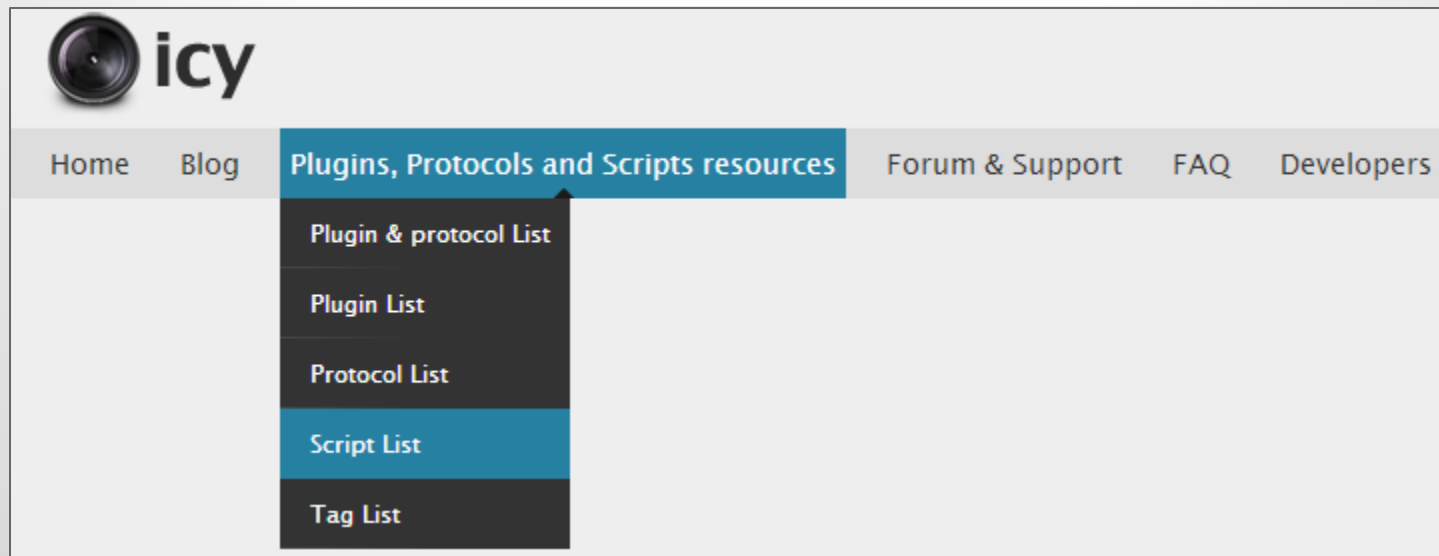 icy
Home Blog Plugins, Protocols and Scripts resources Forum & Support FAQ Developers
Plugin & protocol List
Plugin List
Protocol List
Script List
Tag List